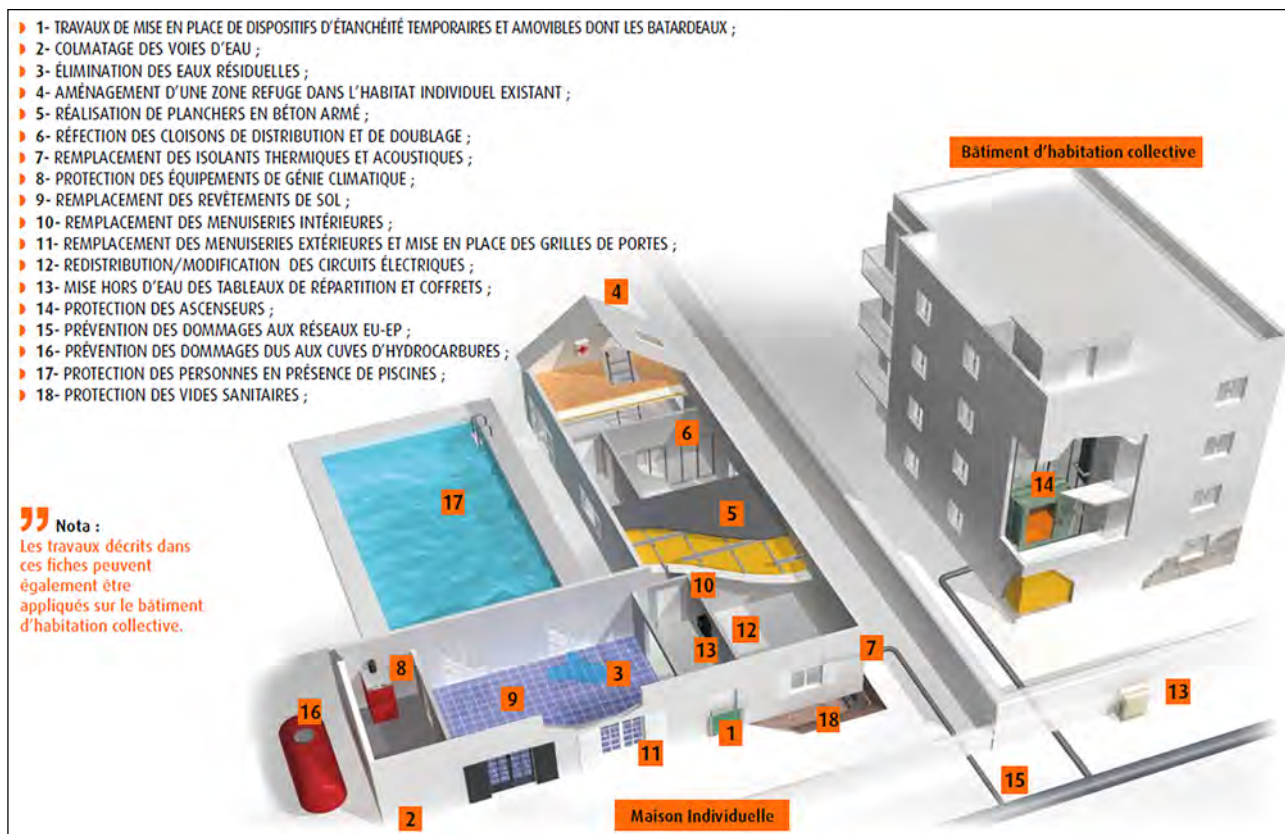 1- TRAVAUX DE MISE EN PLACE DE DISPOSITIFS D'ÉTANCHÉITÉ TEMPORAIRES ET AMOVIBLES DONT LES BATARDEAUX ;
2- COLMATAGE DES VOIES D'EAU ;
3- ÉLIMINATION DES EAUX RÉSIDUELLES ;
4- AMÉNAGEMENT D'UNE ZONE REFUGE DANS L'HABITAT INDIVIDUEL EXISTANT ;
5- RÉALISATION DE PLANCHERS EN BÉTON ARMÉ ;
6- RÉFECTION DES CLOISONS DE DISTRIBUTION ET DE DOUBLAGE ;
7- REMPLACEMENT DES ISOLANTS THERMIQUES ET ACOUSTIQUES ;
8- PROTECTION DES ÉQUIPEMENTS DE GÉNIE CLIMATIQUE ;
9- REMPLACEMENT DES REVÊTEMENTS DE SOL ;
10- REMPLACEMENT DES MENUISERIES INTÉRIEURES ;
11- REMPLACEMENT DES MENUISERIES EXTÉRIEURES ET MISE EN PLACE DES GRILLES DE PORTES ;
12- REDISTRIBUTION/MODIFICATION DES CIRCUITS ÉLECTRIQUES ;
13- MISE HORS D'EAU DES TABLEAUX DE RÉPARTITION ET COFFRETS ;
14- PROTECTION DES ASCENSEURS ;
15- PRÉVENTION DES DOMMAGES AUX RÉSEAUX EU-EP ;
16- PRÉVENTION DES DOMMAGES DUS AUX CUVES D'HYDROCARBURES ;
17- PROTECTION DES PERSONNES EN PRÉSENCE DE PISCINES ;
18- PROTECTION DES VIDES SANITAIRES ;
Bâtiment d'habitation collective
4
6
17
14
5
Nota :
Les travaux décrits dans
ces fiches peuvent
également être
appliqués sur le bâtiment
d'habitation collective.
10
12
13
7
8
3
9
13
16
18
1
11
15
2
Maison Individuelle